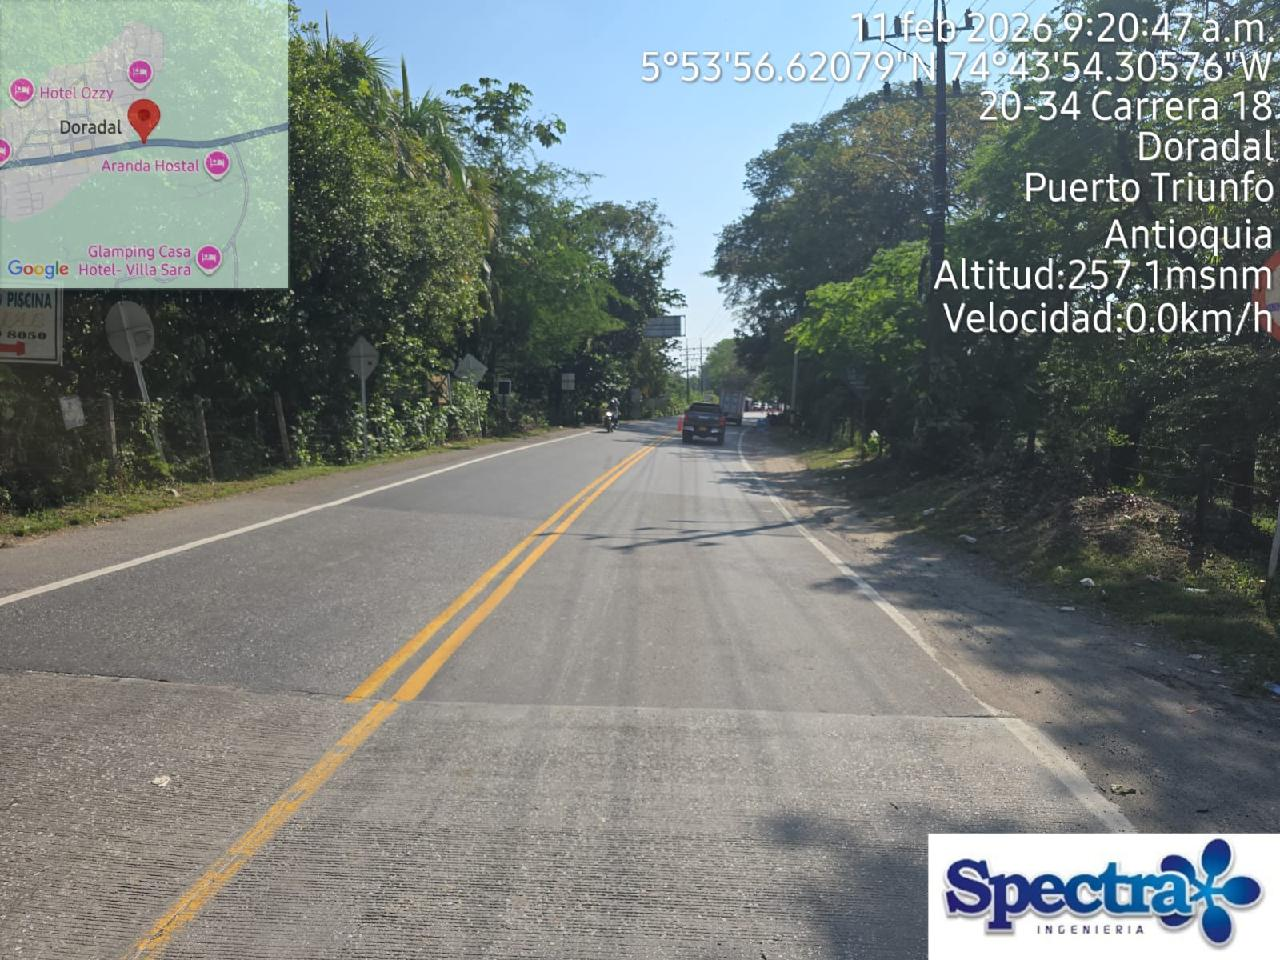 11 feb 2026 9:20:47 a.m.
5°53'56.62079"N 74°43'54.30576"W
20-34 Carrera 18
Doradal
Puerto Triunfo
Antioquia
Altitud:257.1msnm
Velocidad:0.0km/h
Hotel Ozzy
Doradal
Aranda Hostal
Glamping Casa
Hotel- Villa Sara
Google
PISCINA
8050
Spectra
INGENIERIA